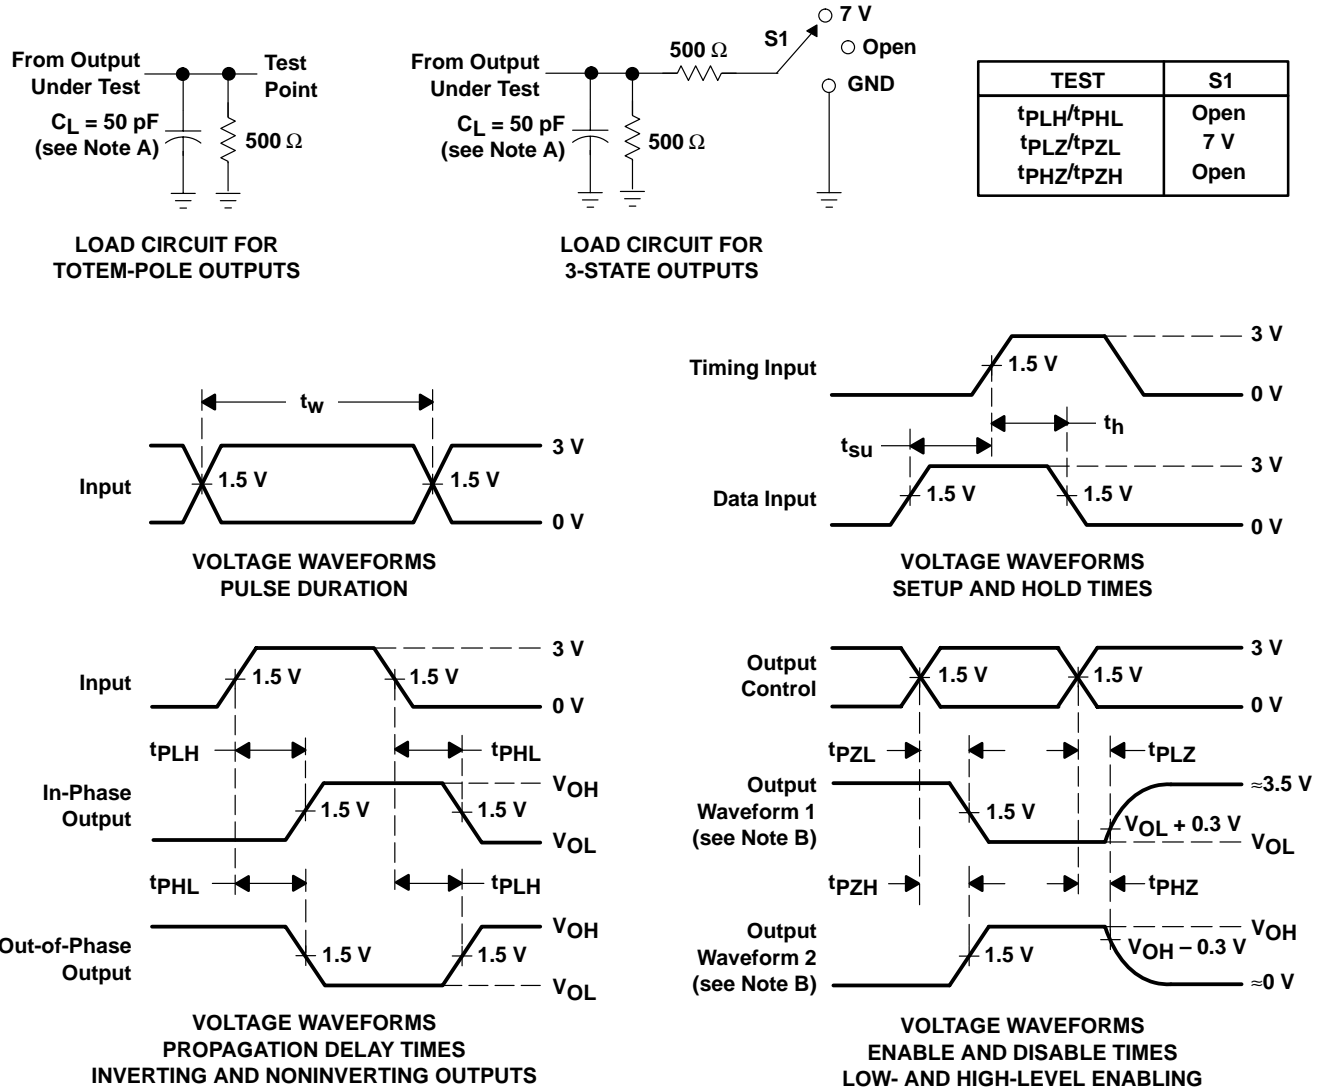 From Output
Under Test
Test
Point
CL = 50 pF
(see Note A)
500 Ω
LOAD CIRCUIT FOR
TOTEM-POLE OUTPUTS
From Output
Under Test
500 Ω
S1
7 V
Open
GND
CL = 50 pF
(see Note A)
500 Ω
LOAD CIRCUIT FOR
3-STATE OUTPUTS
TEST S1
tPLH/tPHL Open
tPLZ/tPZL 7 V
tPHZ/tPZH Open
tw
Input
1.5 V
1.5 V
3 V
0 V
VOLTAGE WAVEFORMS
PULSE DURATION
Timing Input
1.5 V
3 V
0 V
tsu
th
Data Input
1.5 V
1.5 V
3 V
0 V
VOLTAGE WAVEFORMS
SETUP AND HOLD TIMES
Input
1.5 V
1.5 V
3 V
0 V
tPLH
tPHL
In-Phase
Output
1.5 V
1.5 V
VOH
VOL
tPHL
tPLH
Out-of-Phase
Output
1.5 V
1.5 V
VOH
VOL
VOLTAGE WAVEFORMS
PROPAGATION DELAY TIMES
INVERTING AND NONINVERTING OUTPUTS
Output
Control
1.5 V
1.5 V
3 V
0 V
tPZL
tPLZ
Output
Waveform 1
(see Note B)
1.5 V
VOL + 0.3 V
≈3.5 V
VOL
tPZH
tPHZ
Output
Waveform 2
(see Note B)
1.5 V
VOH − 0.3 V
VOH
≈0 V
VOLTAGE WAVEFORMS
ENABLE AND DISABLE TIMES
LOW- AND HIGH-LEVEL ENABLING